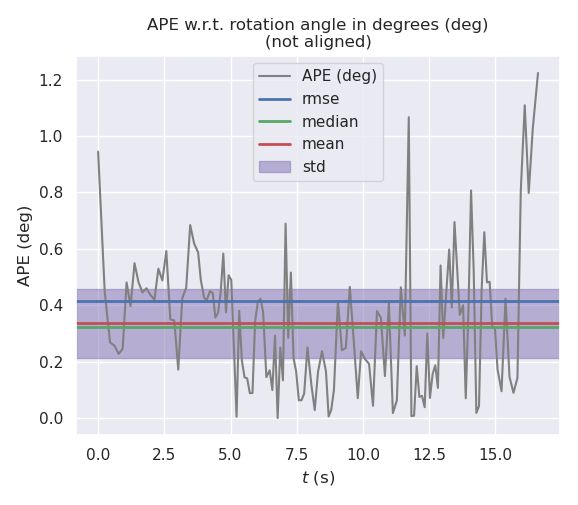 APE w.r.t. rotation angle in degrees (deg)
(not aligned)
APE (deg)
rmse
median
mean
std
APE (deg)
1.2
1.0
0.8
0.6
0.4
0.2
0.0
0.0 2.5 5.0 7.5 10.0 12.5 15.0
t (s)